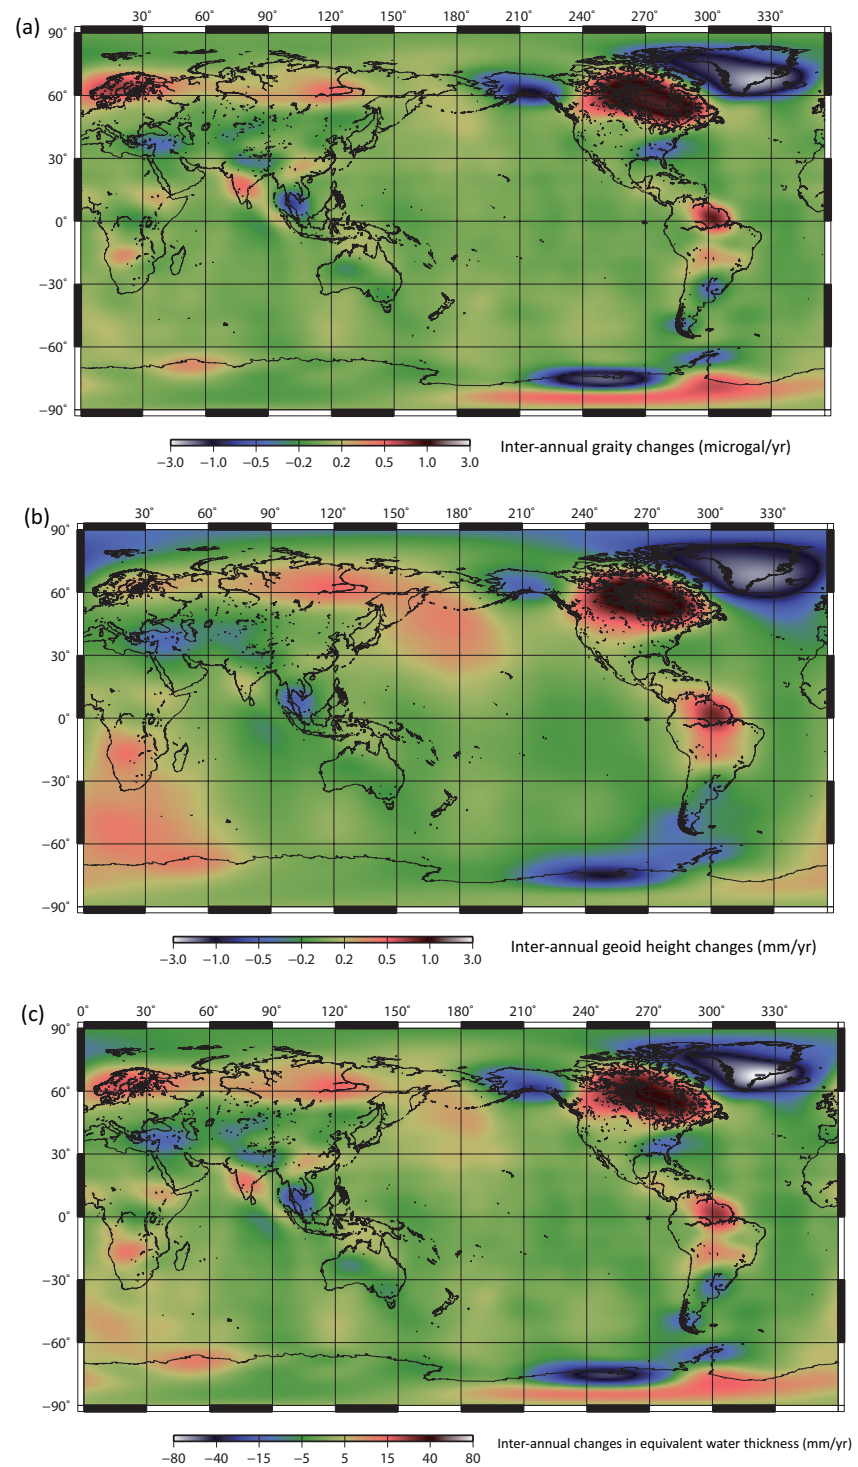 (a)
30° 60° 90° 120° 150° 180° 210° 240° 270° 300° 330°
90°
60°
30°
0°
−30°
−60°
−90°
−3.0 −1.0 −0.5 −0.2 0.2 0.5 1.0 3.0
Inter-annual graity changes (microgal/yr)
(b)
30° 60° 90° 120° 150° 180° 210° 240° 270° 300° 330°
90°
60°
30°
0°
−30°
−60°
−90°
−3.0 −1.0 −0.5 −0.2 0.2 0.5 1.0 3.0
Inter-annual geoid height changes (mm/yr)
(c)
0° 30° 60° 90° 120° 150° 180° 210° 240° 270° 300° 330°
90°
60°
30°
0°
−30°
−60°
−90°
−80 −40 −15 −5 5 15 40 80
Inter-annual changes in equivalent water thickness (mm/yr)